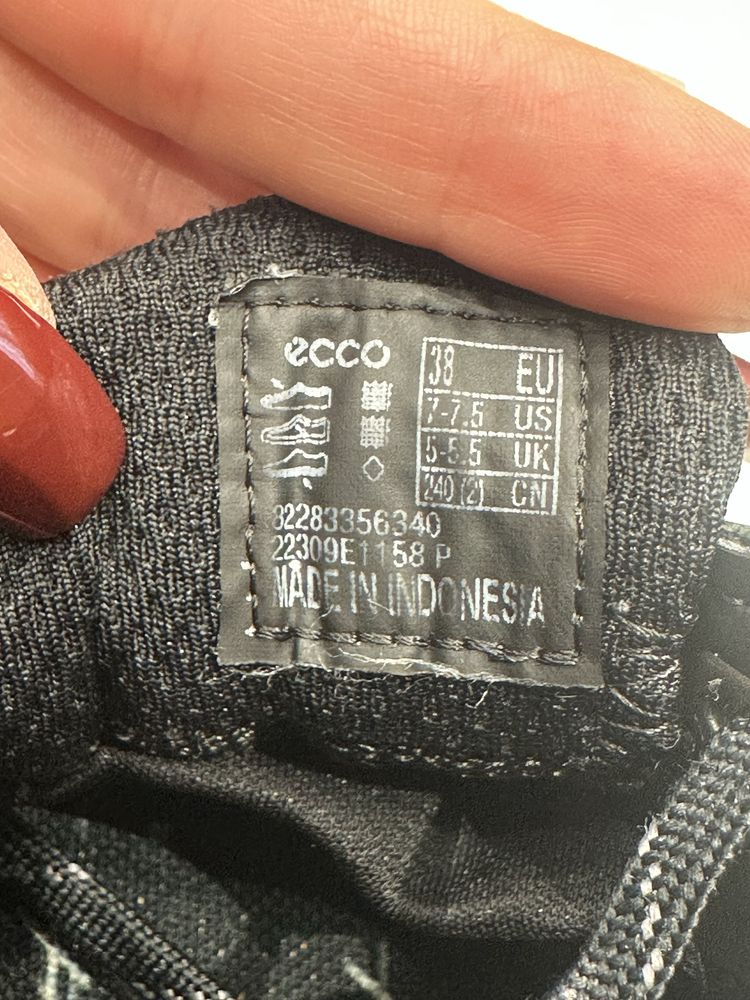 ecco
38 EU
7-7.5 US
5-5.5 UK
240 (2) CN
82283356340
22309E1158 P
MADE IN INDONESIA